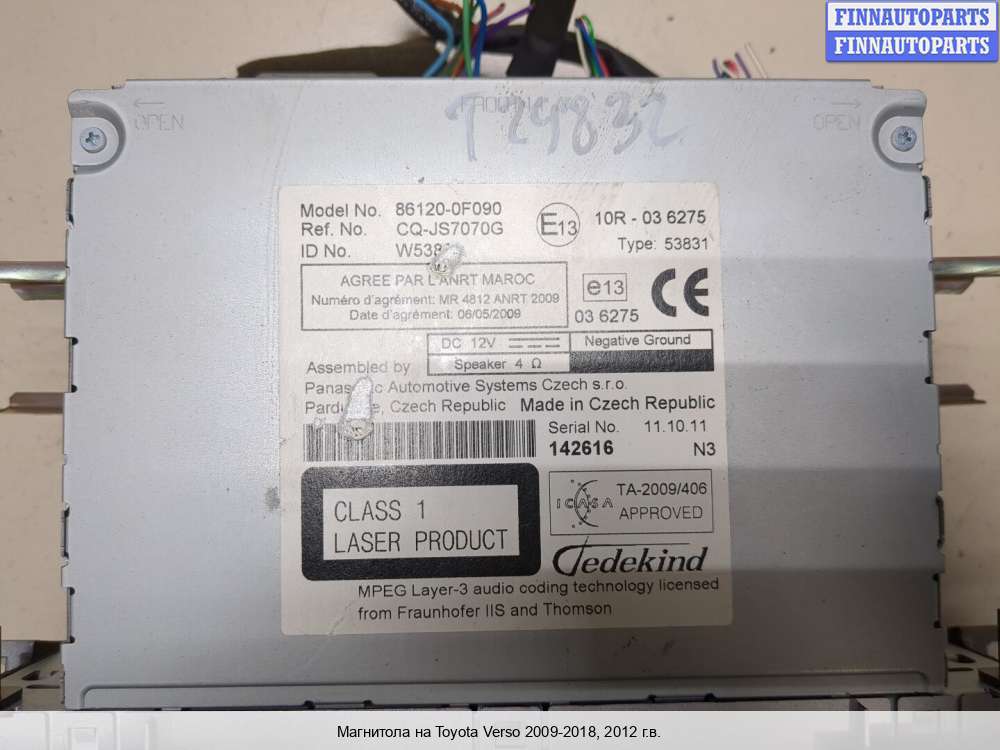 FINNAUTOPARTS
FINNAUTOPARTS
OPEN
OPEN
T29832
Model No. 86120-0F090
Ref. No. CQ-JS7070G
ID No.
E13
10R - 03 6275
Type: 53831
AGREE PAR L'ANRT MAROC
Numéro d'agrément: MR 4812 ANRT 2009
Date d'agrément: 06/05/2009
e13
CE
03 6275
DC 12V
Negative Ground
Speaker 4 Ω
Assembled by
Automotive Systems Czech s.r.o.
Czech Republic Made in Czech Republic
Serial No. 11.10.11
142616 N3
CLASS 1
LASER PRODUCT
ICASA
TA-2009/406
APPROVED
Jedekind
MPEG Layer-3 audio coding technology licensed
from Fraunhofer IIS and Thomson
Магнитола на Toyota Verso 2009-2018, 2012 г.в.